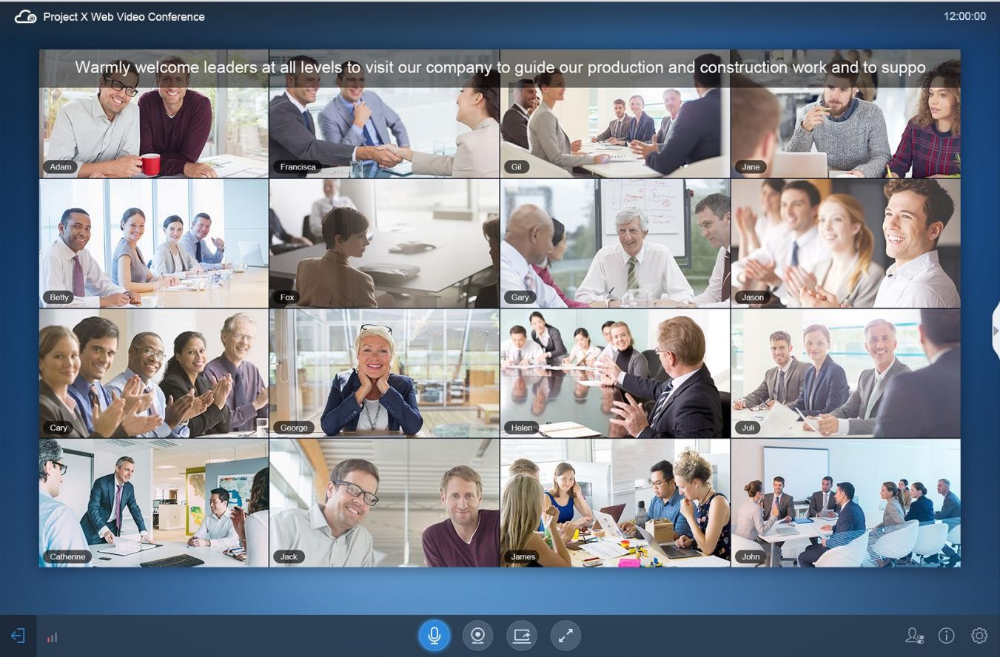 Project X Web Video Conference
12:00:00
Warmly welcome leaders at all levels to visit our company to guide our production and construction work and to suppo
Adam
Francisca
Gil
Jane
Betty
Fox
Gary
Jason
Cary
George
Helen
Juli
Catherine
Jack
James
John